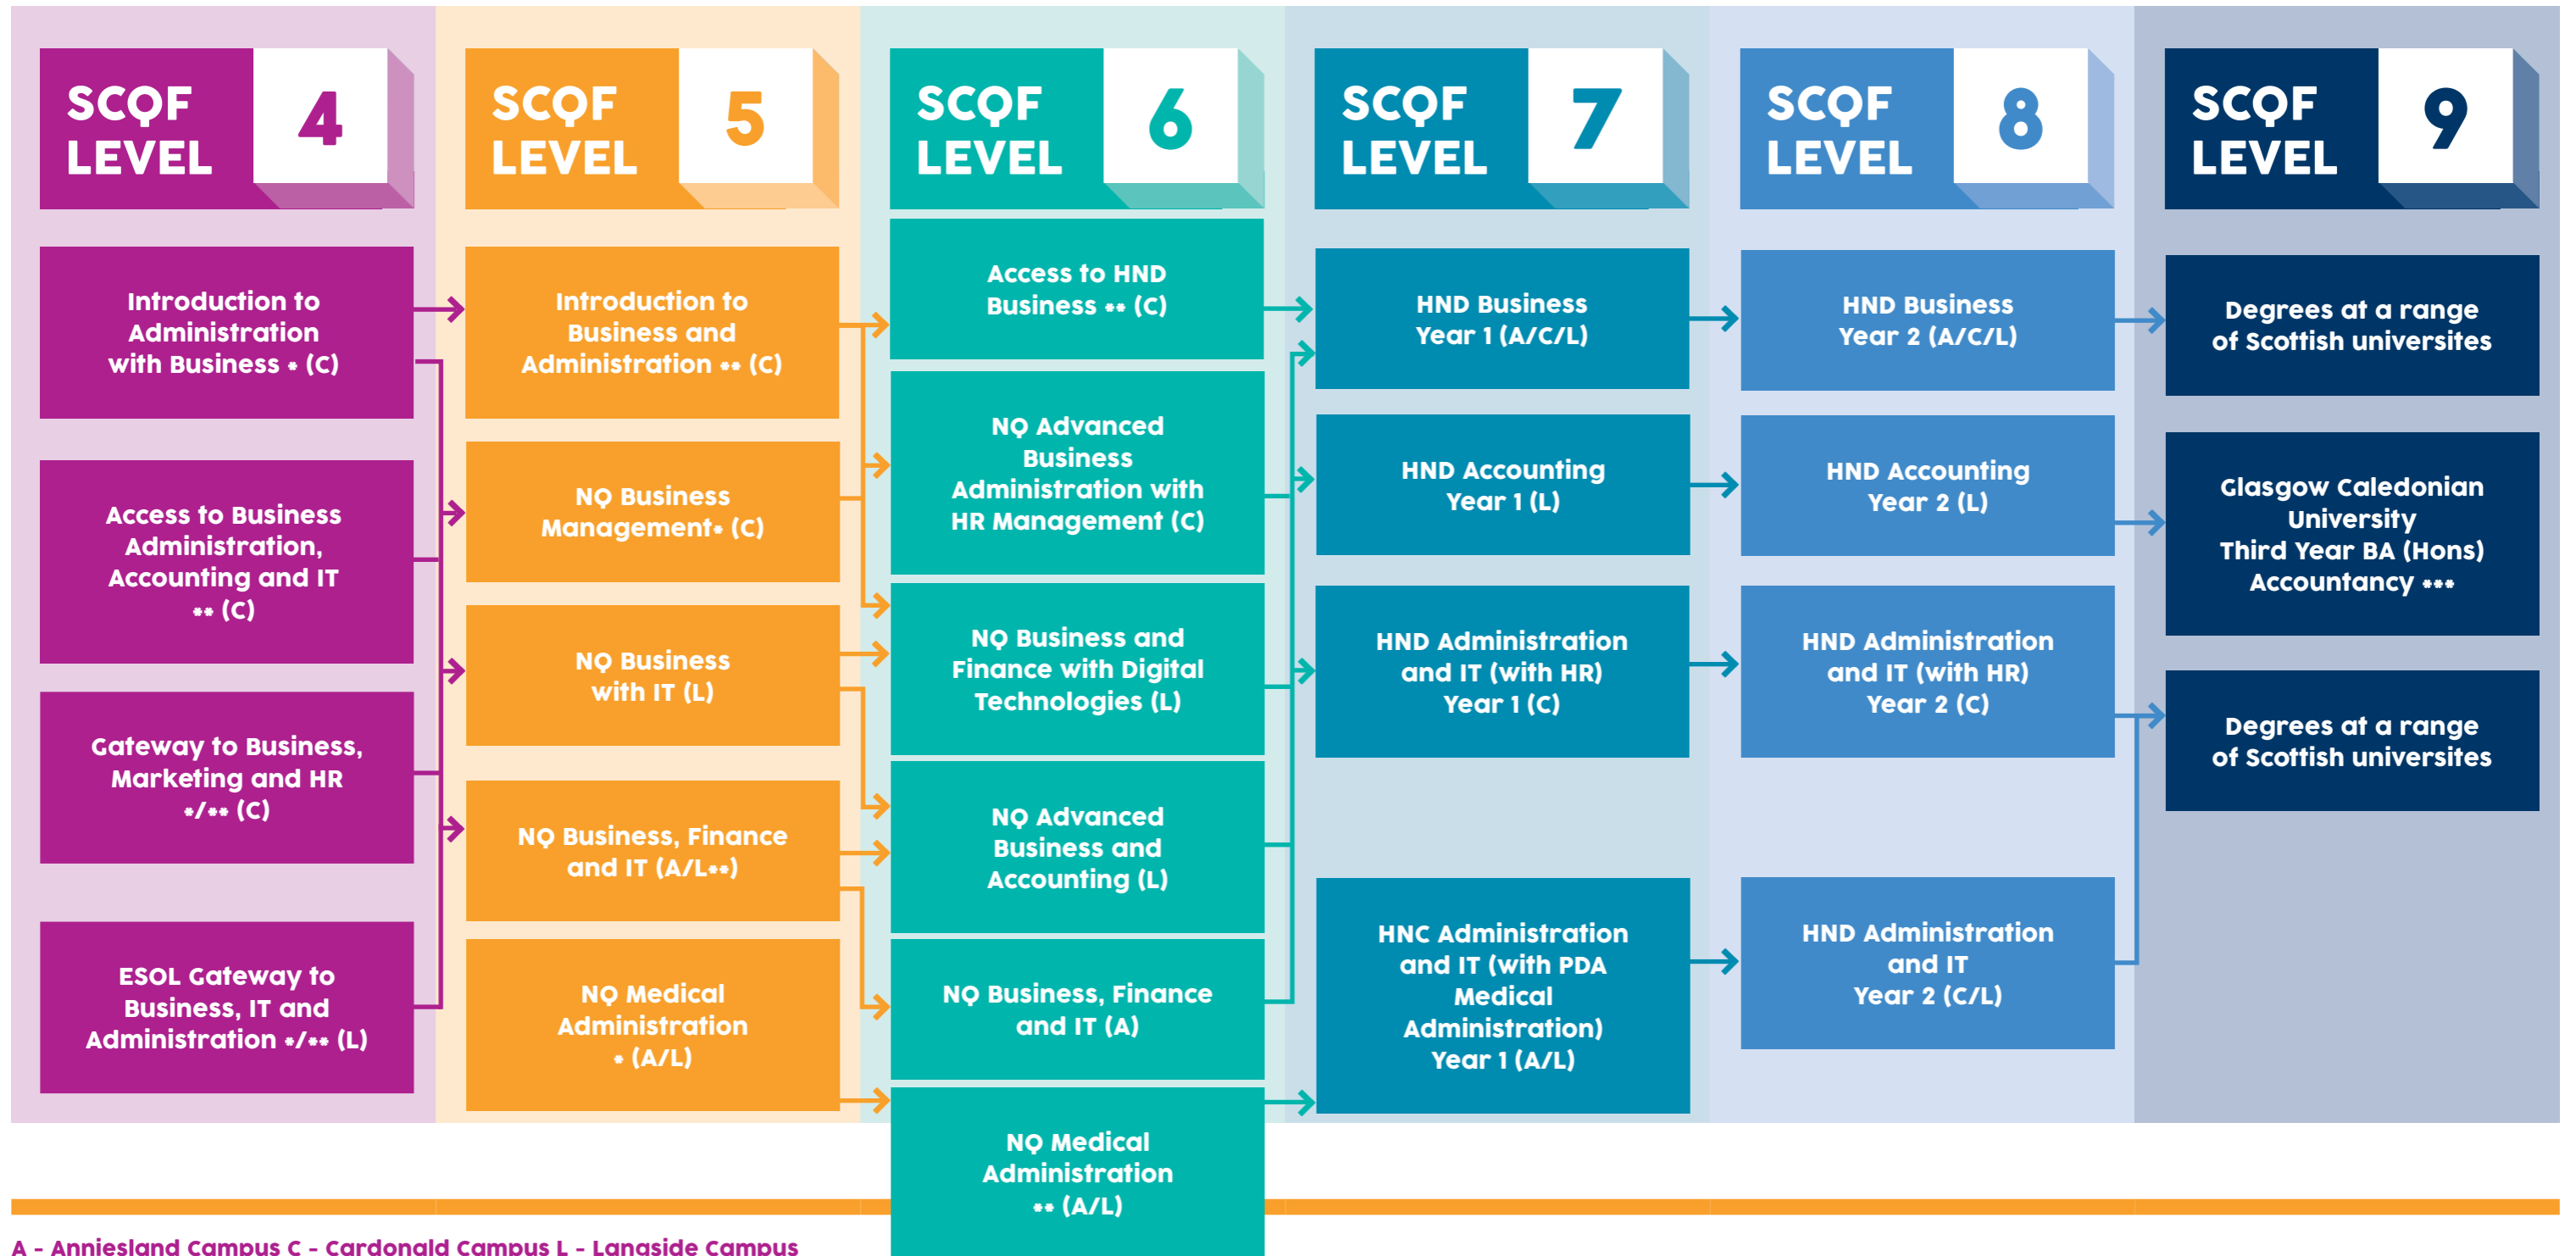 SCQF
LEVEL
4
Introduction to
Administration
with Business * (C)
Access to Business
Administration,
Accounting and IT
** (C)
Gateway to Business,
Marketing and HR
*/** (C)
ESOL Gateway to
Business, IT and
Administration */** (L)
SCQF
LEVEL
5
Introduction to
Business and
Administration ** (C)
NQ Business
Management* (C)
NQ Business
with IT (L)
NQ Business, Finance
and IT (A/L**)
NQ Medical
Administration
* (A/L)
SCQF
LEVEL
6
Access to HND
Business ** (C)
NQ Advanced
Business
Administration with
HR Management (C)
NQ Business and
Finance with Digital
Technologies (L)
NQ Advanced
Business and
Accounting (L)
NQ Business, Finance
and IT (A)
NQ Medical
Administration
** (A/L)
SCQF
LEVEL
7
HND Business
Year 1 (A/C/L)
HND Accounting
Year 1 (L)
HND Administration
and IT (with HR)
Year 1 (C)
HNC Administration
and IT (with PDA
Medical
Administration)
Year 1 (A/L)
SCQF
LEVEL
8
HND Business
Year 2 (A/C/L)
HND Accounting
Year 2 (L)
HND Administration
and IT (with HR)
Year 2 (C)
HND Administration
and IT
Year 2 (C/L)
SCQF
LEVEL
9
Degrees at a range
of Scottish universites
Glasgow Caledonian
University
Third Year BA (Hons)
Accountancy ***
Degrees at a range
of Scottish universites
A - Anniesland Campus C - Cardonald Campus L - Langside Campus